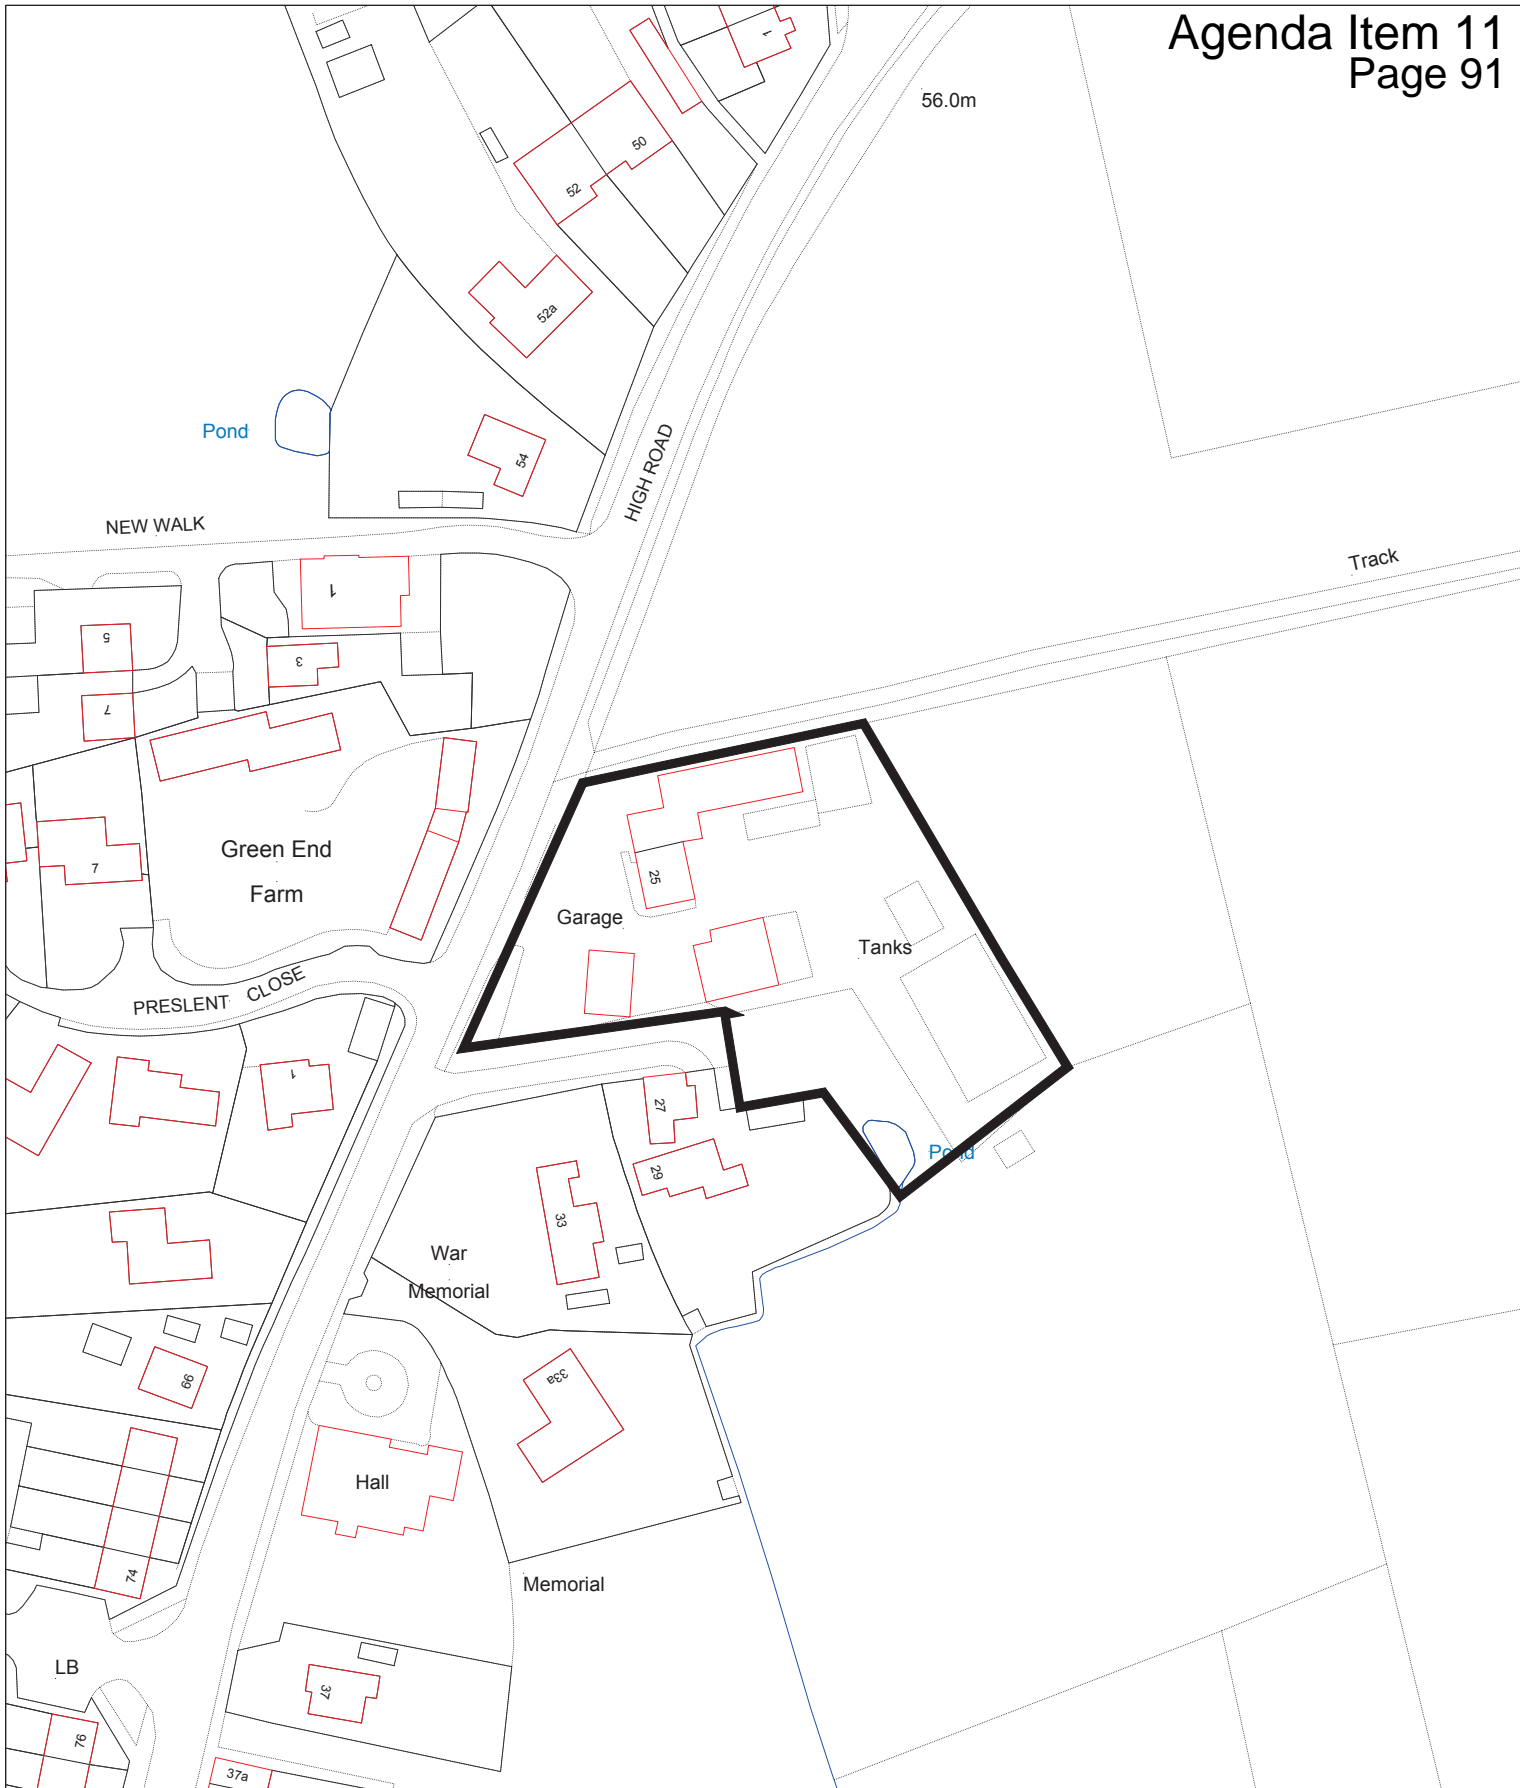 Agenda Item 11
Page 91
1
56.0m
50
52
52a
Pond
54
HIGH ROAD
NEW WALK
Track
1
5
3
7
Green End
Farm
7
25
Garage
Tanks
PRESLENT CLOSE
1
27
29
Pond
33
War
Memorial
33a
99
Hall
74
Memorial
LB
37
76
37a